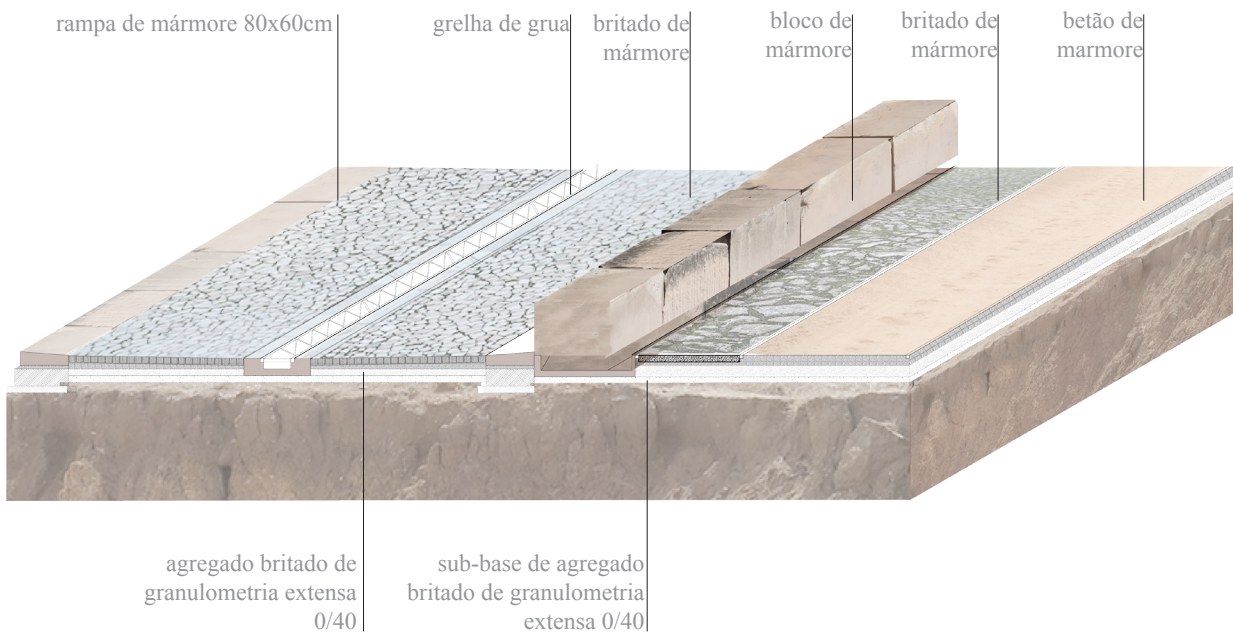 rampa de mármore 80x60cm
grelha de grua
britado de
mármore
bloco de
mármore
britado de
mármore
betão de
marmore
agregado britado de
granulometria extensa
0/40
sub-base de agregado
britado de granulometria
extensa 0/40